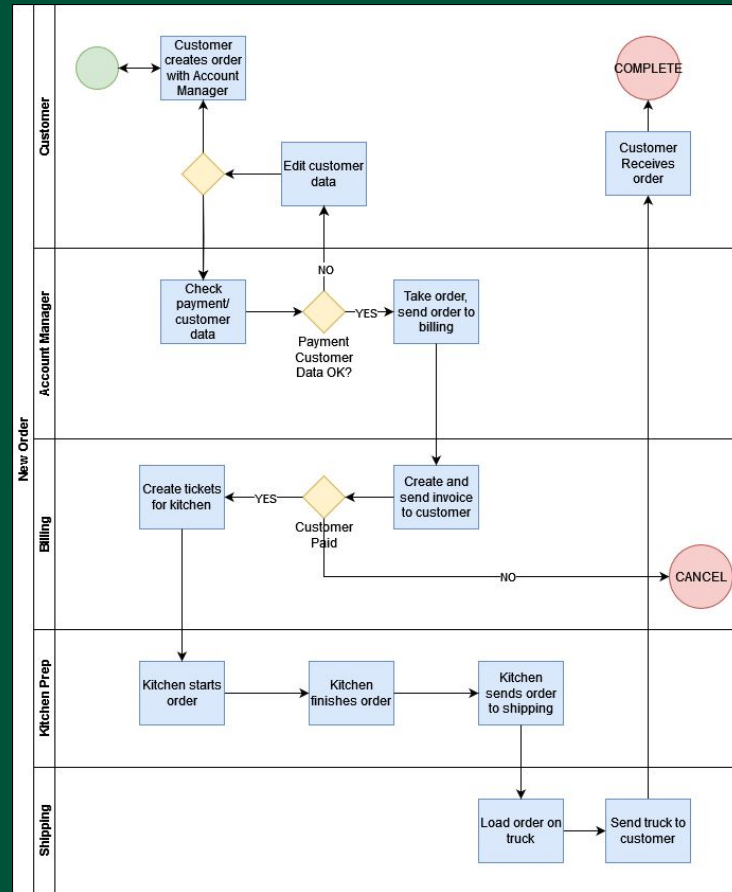 New Order
Customer
Customer
creates order
with Account
Manager
COMPLETE
Edit customer
data
Customer
Receives
order
NO
Account Manager
Check
payment/
customer
data
YES
Payment
Customer
Data OK?
Take order,
send order to
billing
Billing
Create tickets
for kitchen
YES
Customer
Paid
Create and
send invoice
to customer
NO
CANCEL
Kitchen Prep
Kitchen starts
order
Kitchen
finishes order
Kitchen
sends order
to shipping
Shipping
Load order on
truck
Send truck to
customer